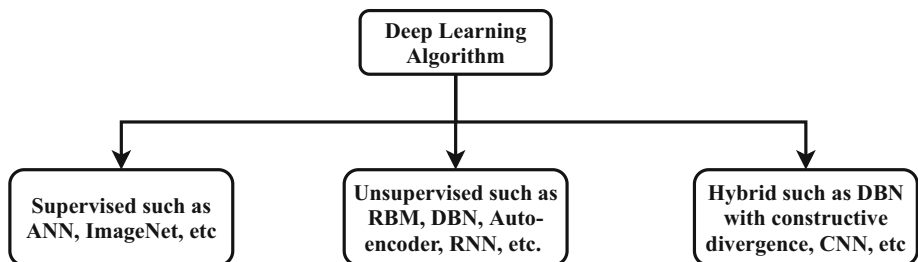 Deep Learning
Algorithm
Supervised such as
ANN, ImageNet, etc
Unsupervised such as
RBM, DBN, Auto-
encoder, RNN, etc.
Hybrid such as DBN
with constructive
divergence, CNN, etc